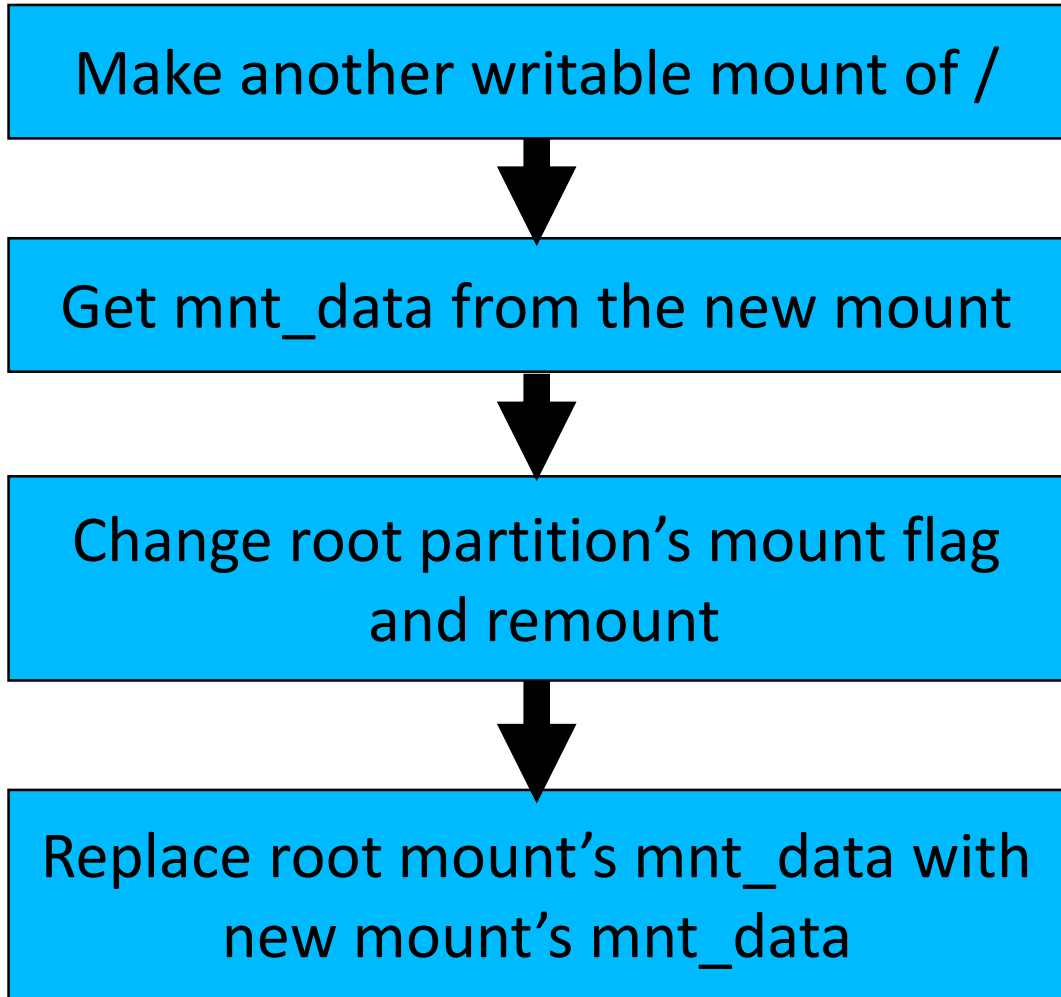 Make another writable mount of /
Get mnt_data from the new mount
Change root partition’s mount flag
and remount
Replace root mount’s mnt_data with
new mount’s mnt_data